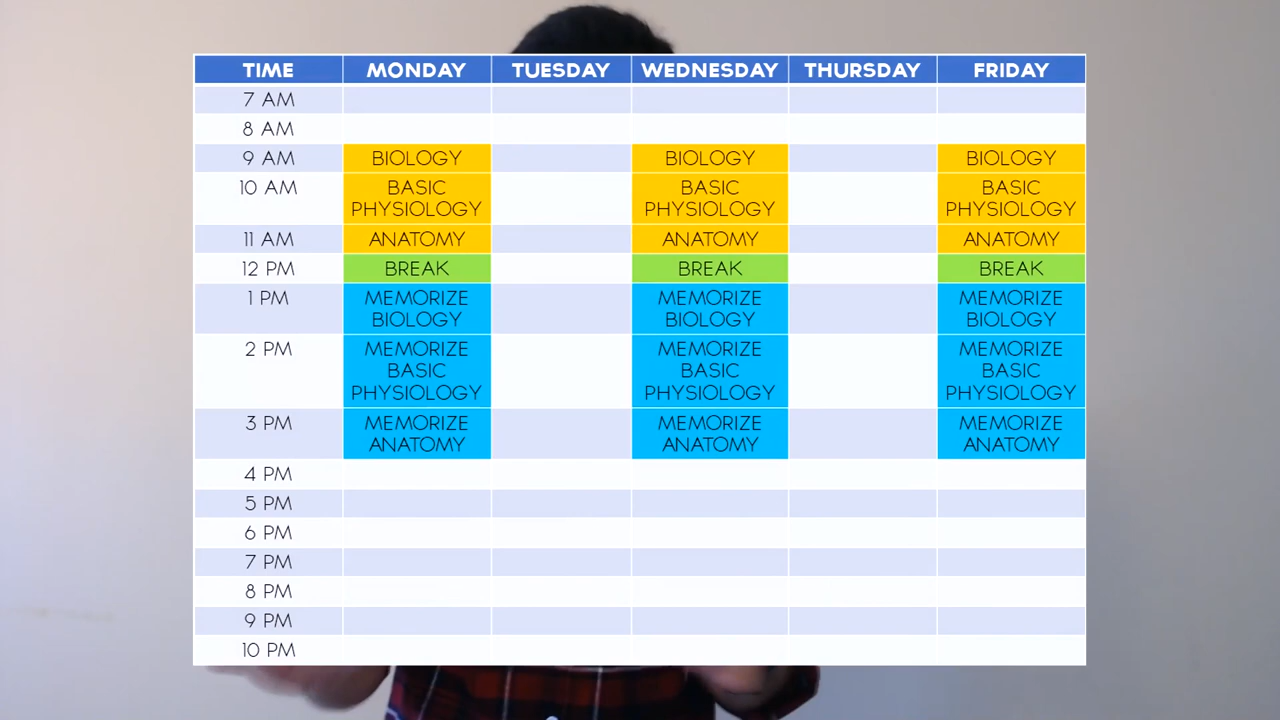 TIME MONDAY TUESDAY WEDNESDAY THURSDAY FRIDAY
7 AM
8 AM
9 AM BIOLOGY BIOLOGY BIOLOGY
10 AM BASIC BASIC BASIC
PHYSIOLOGY PHYSIOLOGY PHYSIOLOGY
11 AM ANATOMY ANATOMY ANATOMY
12 PM BREAK BREAK BREAK
1 PM MEMORIZE MEMORIZE MEMORIZE
BIOLOGY BIOLOGY BIOLOGY
2 PM MEMORIZE MEMORIZE MEMORIZE
BASIC BASIC BASIC
PHYSIOLOGY PHYSIOLOGY PHYSIOLOGY
3 PM MEMORIZE MEMORIZE MEMORIZE
ANATOMY ANATOMY ANATOMY
4 PM
5 PM
6 PM
7 PM
8 PM
9 PM
10 PM